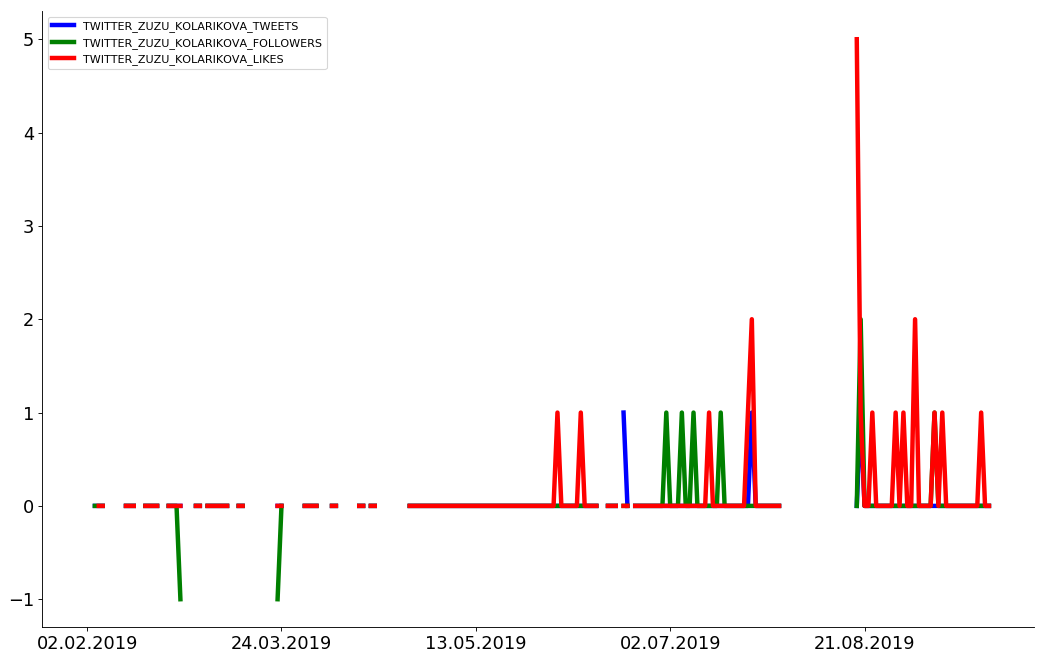 TWITTER_ZUZU_KOLARIKOVA_TWEETS
TWITTER_ZUZU_KOLARIKOVA_FOLLOWERS
TWITTER_ZUZU_KOLARIKOVA_LIKES
5
4
3
2
1
0
−1
02.02.2019 24.03.2019 13.05.2019 02.07.2019 21.08.2019